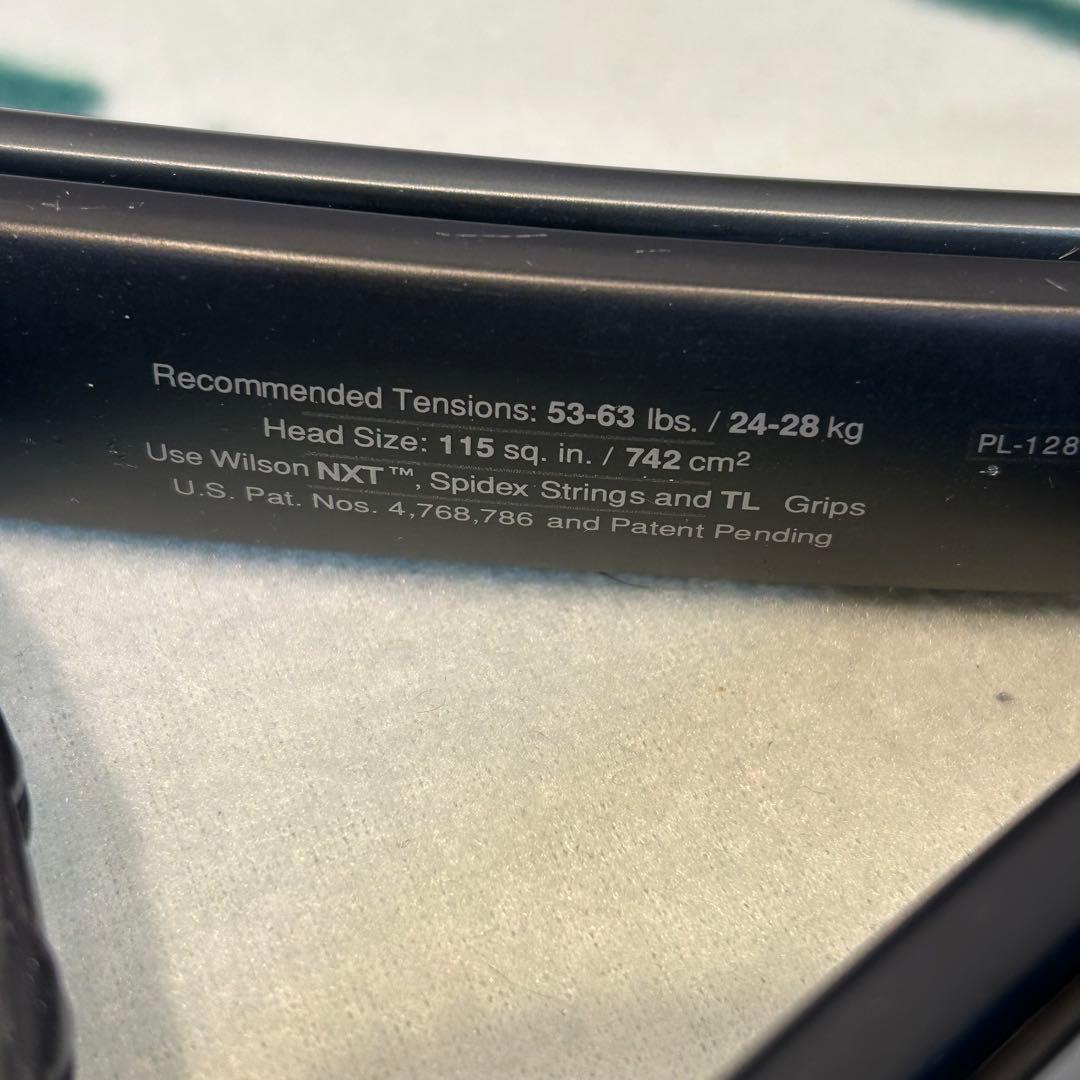 Recommended Tensions: 53-63 lbs. / 24-28 kg
Head Size: 115 sq. in. / 742 cm²
Use Wilson NXT™, Spidex Strings and TL Grips
U.S. Pat. Nos. 4,768,786 and Patent Pending
PL-128